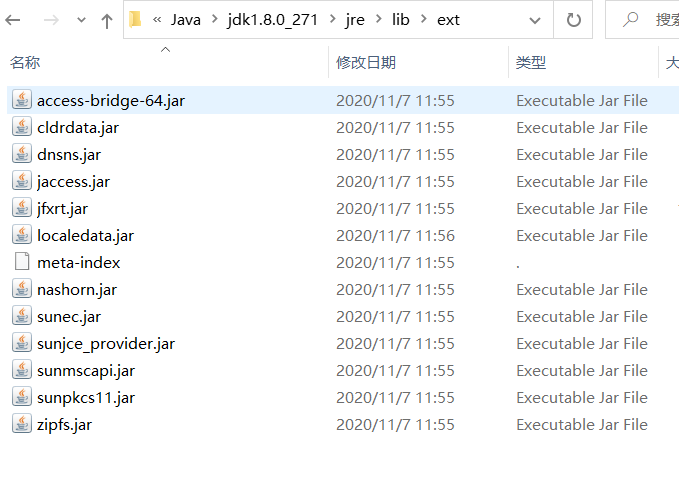 « Java > jdk1.8.0_271 > jre > lib > ext 搜索
名称 修改日期 类型
access-bridge-64.jar 2020/11/7 11:55 Executable Jar File
cldrdata.jar 2020/11/7 11:55 Executable Jar File
dnsns.jar 2020/11/7 11:55 Executable Jar File
jaccess.jar 2020/11/7 11:55 Executable Jar File
jfxrt.jar 2020/11/7 11:55 Executable Jar File
localedata.jar 2020/11/7 11:56 Executable Jar File
meta-index 2020/11/7 11:55 .
nashorn.jar 2020/11/7 11:55 Executable Jar File
sunec.jar 2020/11/7 11:55 Executable Jar File
sunjce_provider.jar 2020/11/7 11:55 Executable Jar File
sunmscapi.jar 2020/11/7 11:55 Executable Jar File
sunpkcs11.jar 2020/11/7 11:55 Executable Jar File
zipfs.jar 2020/11/7 11:55 Executable Jar File